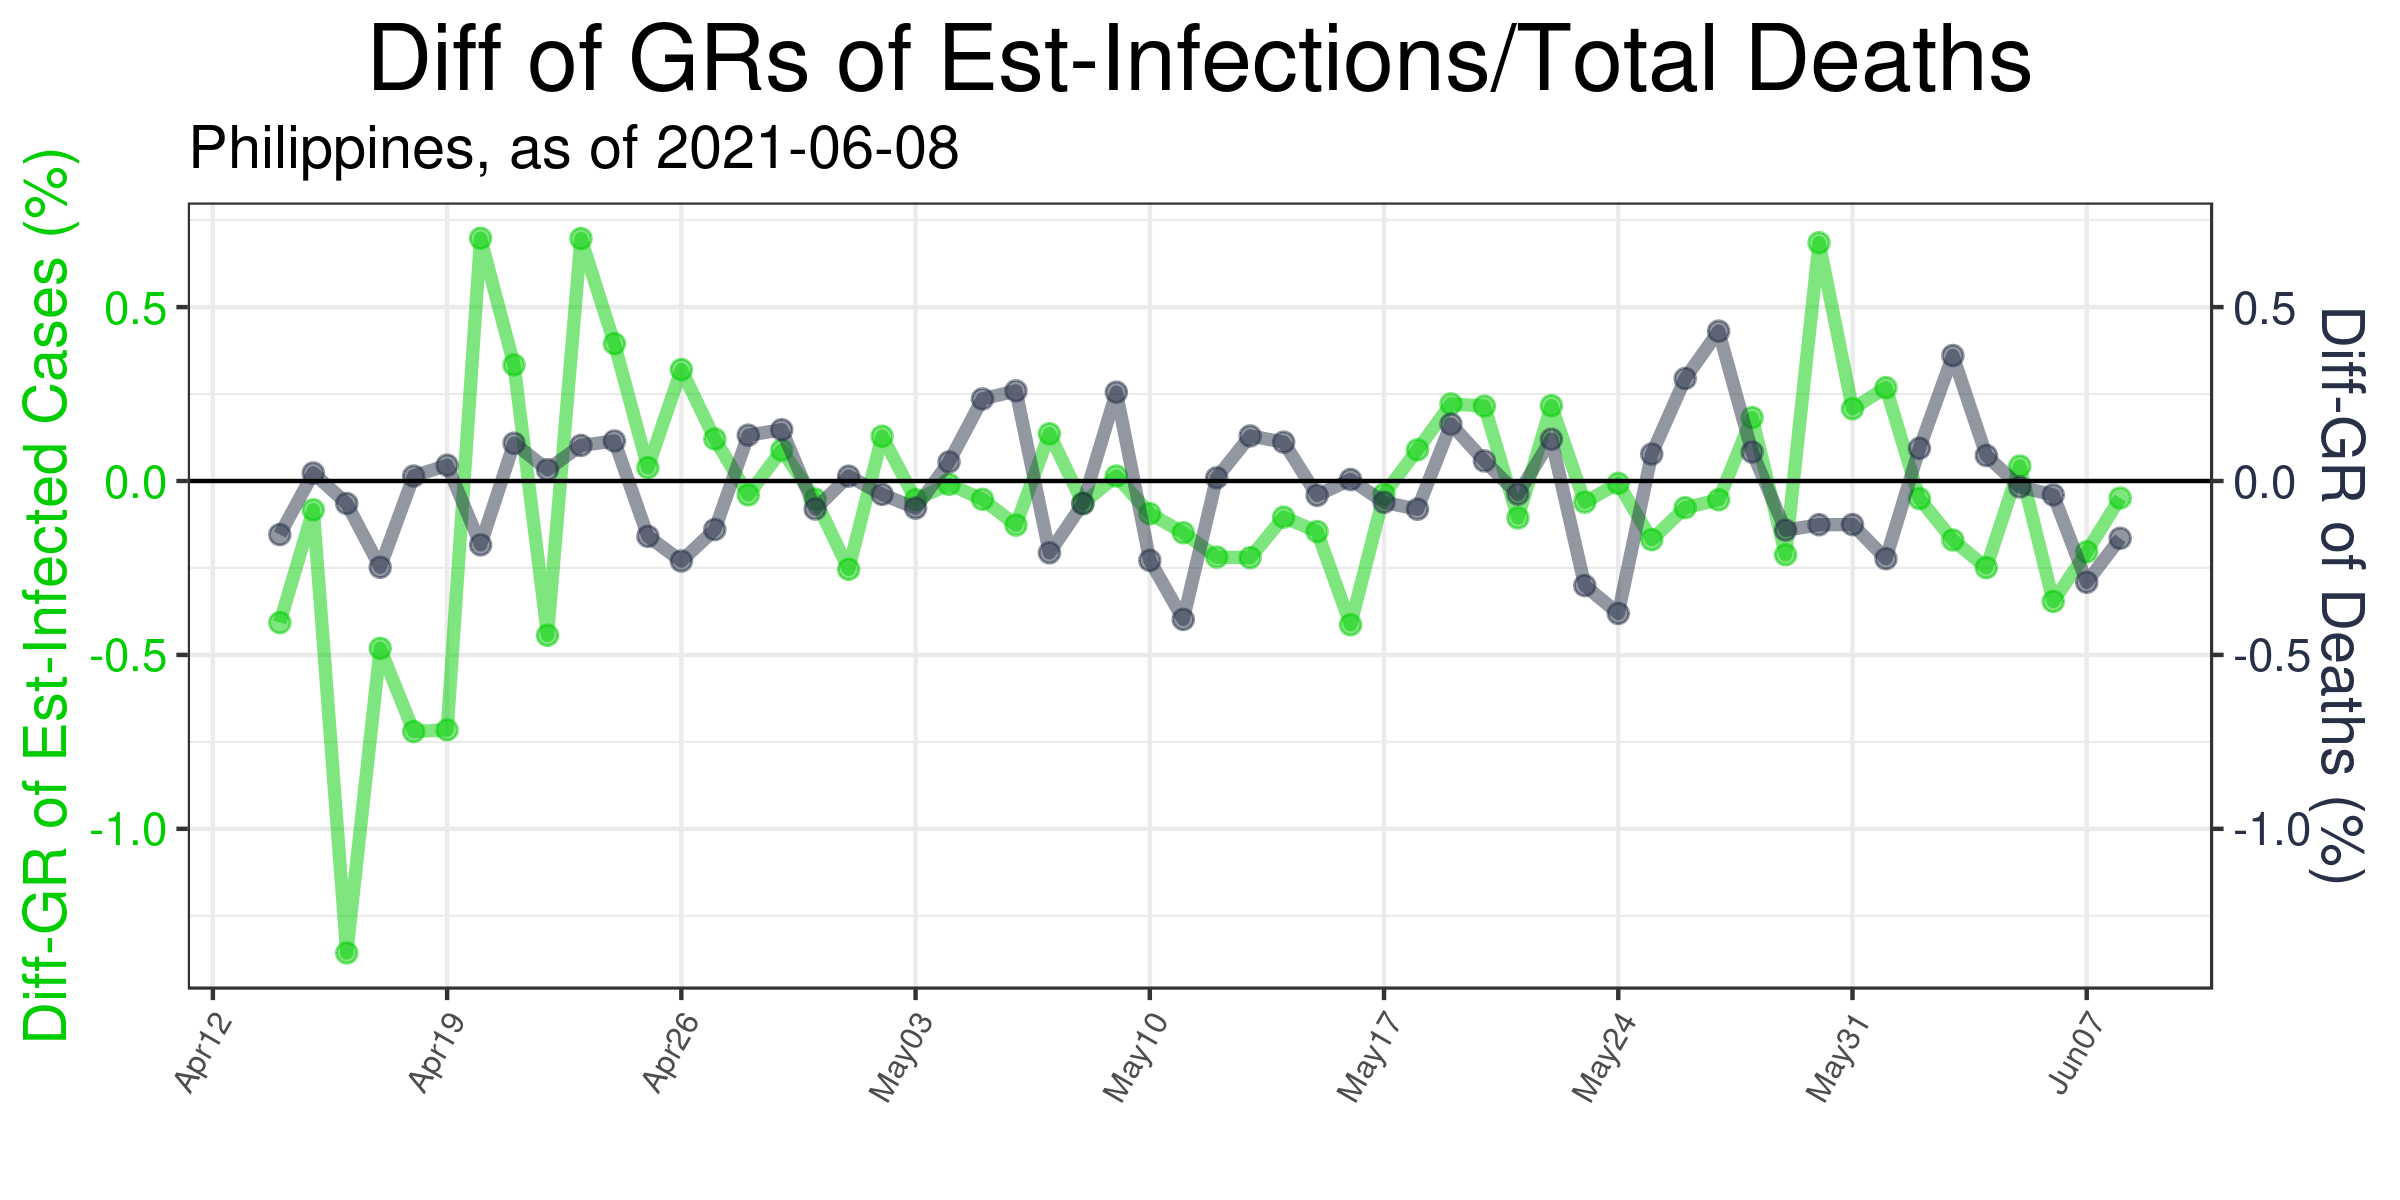 Diff of GRs of Est-Infections/Total Deaths
Philippines, as of 2021-06-08
Diff-GR of Est-Infected Cases (%)
0.5
0.0
-0.5
-1.0
0.5
0.0
-0.5
-1.0
Diff-GR of Deaths (%)
Apr12
Apr19
Apr26
May03
May10
May17
May24
May31
Jun07